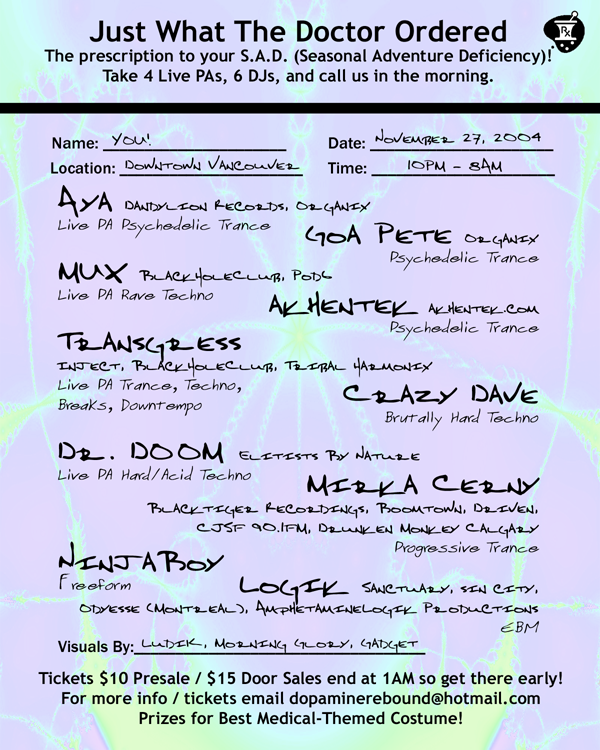 Just What The Doctor Ordered
Rx
The prescription to your S.A.D. (Seasonal Adventure Deficiency)!
Take 4 Live PAs, 6 DJs, and call us in the morning.
Name: You!
Date: November 27, 2004
Location: Downtown Vancouver
Time: 10PM - 8AM
Aya Dandylion Records, Organix
Live PA Psychedelic Trance
Goa Pete Organix
Psychedelic Trance
Mux BlackHoleClub, Pod6
Live PA Rave Techno
Akhentek akhentek.com
Psychedelic Trance
Transgress
Inject, BlackHoleClub, Tribal Harmonix
Live PA Trance, Techno,
Breaks, Downtempo
Crazy Dave
Brutally Hard Techno
Dr. Doom Elitists By Nature
Live PA Hard/Acid Techno
Mirka Cerny
BlackTiger Recordings, Boomtown, Driven,
CJSF 90.1FM, Drunken Monkey Calgary
Progressive Trance
NinjaBoy
Freeform
Logik Sanctuary, Sin City,
Odyesse (Montreal), AmphetamineLogik Productions
EBM
Visuals By: Ludik, Morning Glory, Gadget
Tickets $10 Presale / $15 Door Sales end at 1AM so get there early!
For more info / tickets email dopaminerebound@hotmail.com
Prizes for Best Medical-Themed Costume!